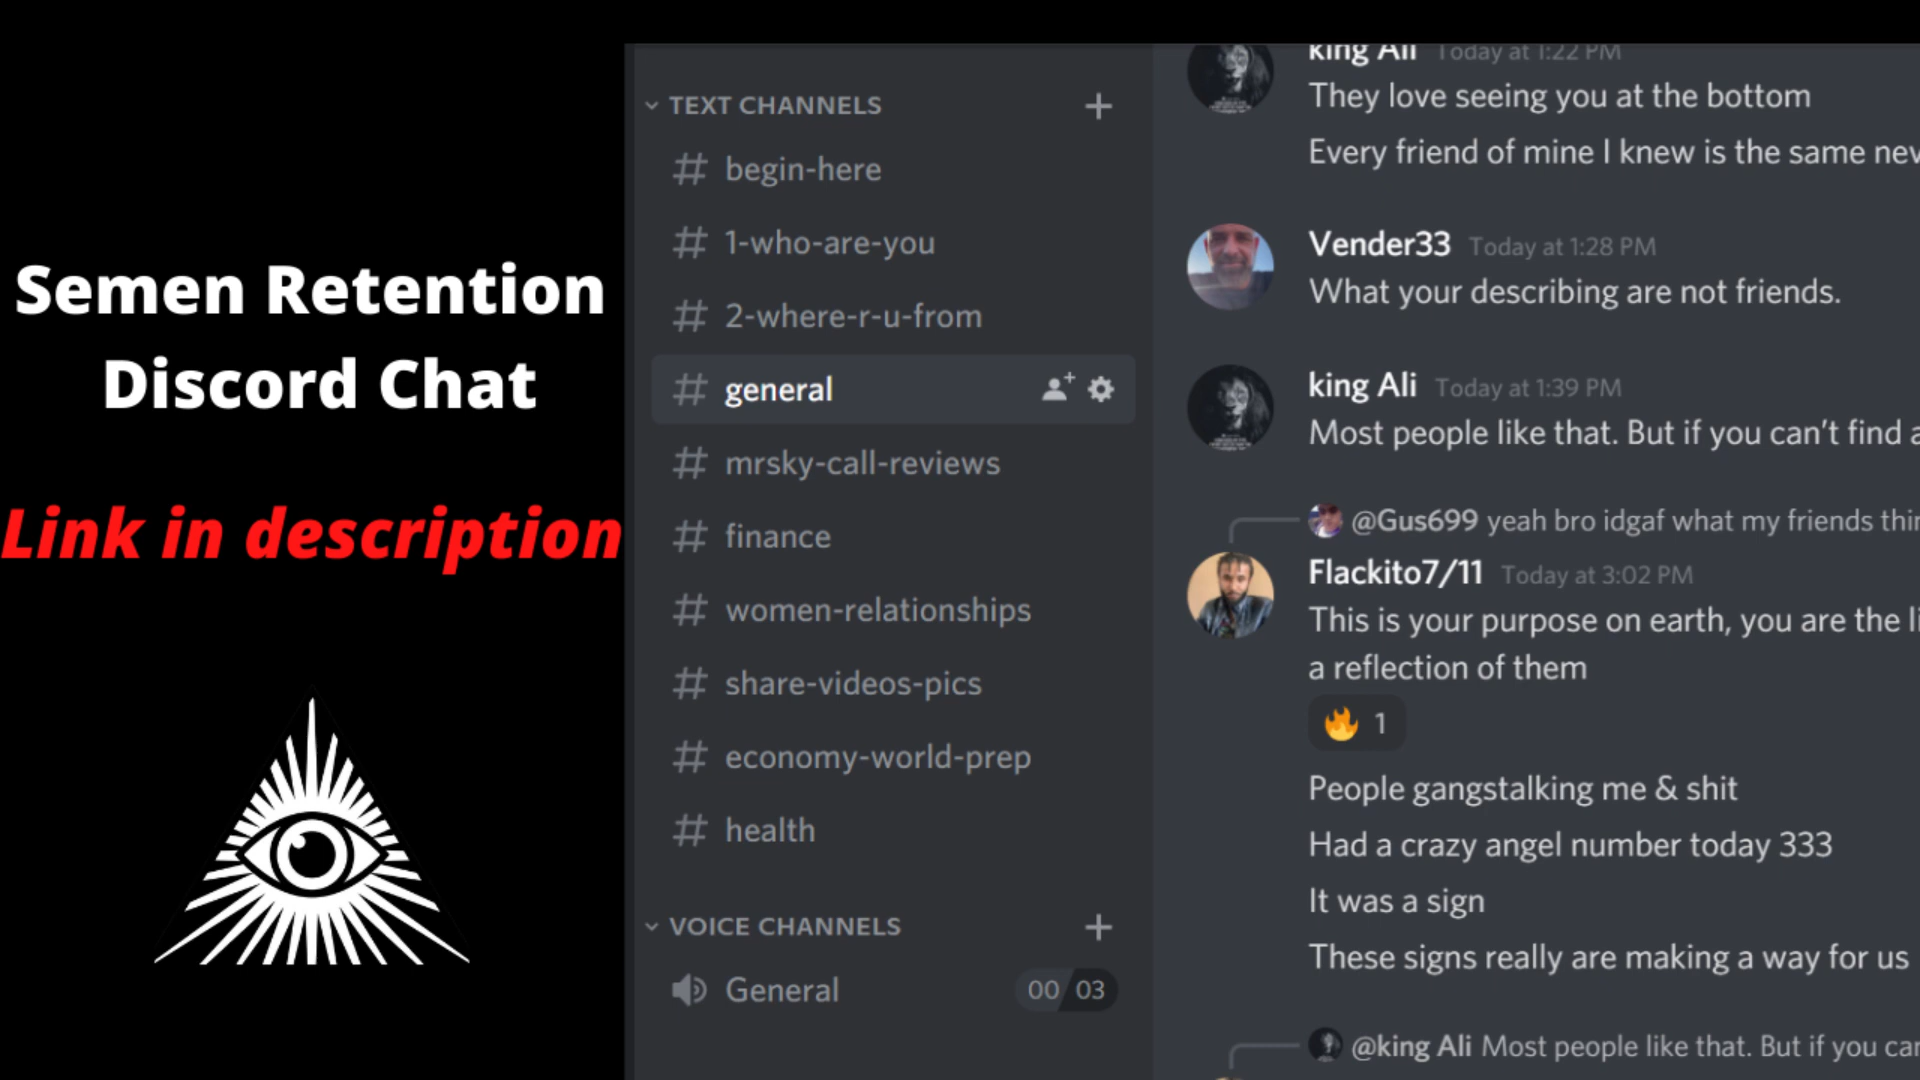 Semen Retention
Discord Chat
Link in description
TEXT CHANNELS
begin-here
1-who-are-you
2-where-r-u-from
general
mrsky-call-reviews
finance
women-relationships
share-videos-pics
economy-world-prep
health
VOICE CHANNELS
General 00 03
king Ali Today at 1:22 PM
They love seeing you at the bottom
Every friend of mine I knew is the same
Vender33 Today at 1:28 PM
What your describing are not friends.
king Ali Today at 1:39 PM
Most people like that. But if you can't find
@Gus699 yeah bro idgaf what my friends
Flackito7/11 Today at 3:02 PM
This is your purpose on earth, you are the
a reflection of them
1
People gangstalking me & shit
Had a crazy angel number today 333
It was a sign
These signs really are making a way for us
@king Ali Most people like that. But if you